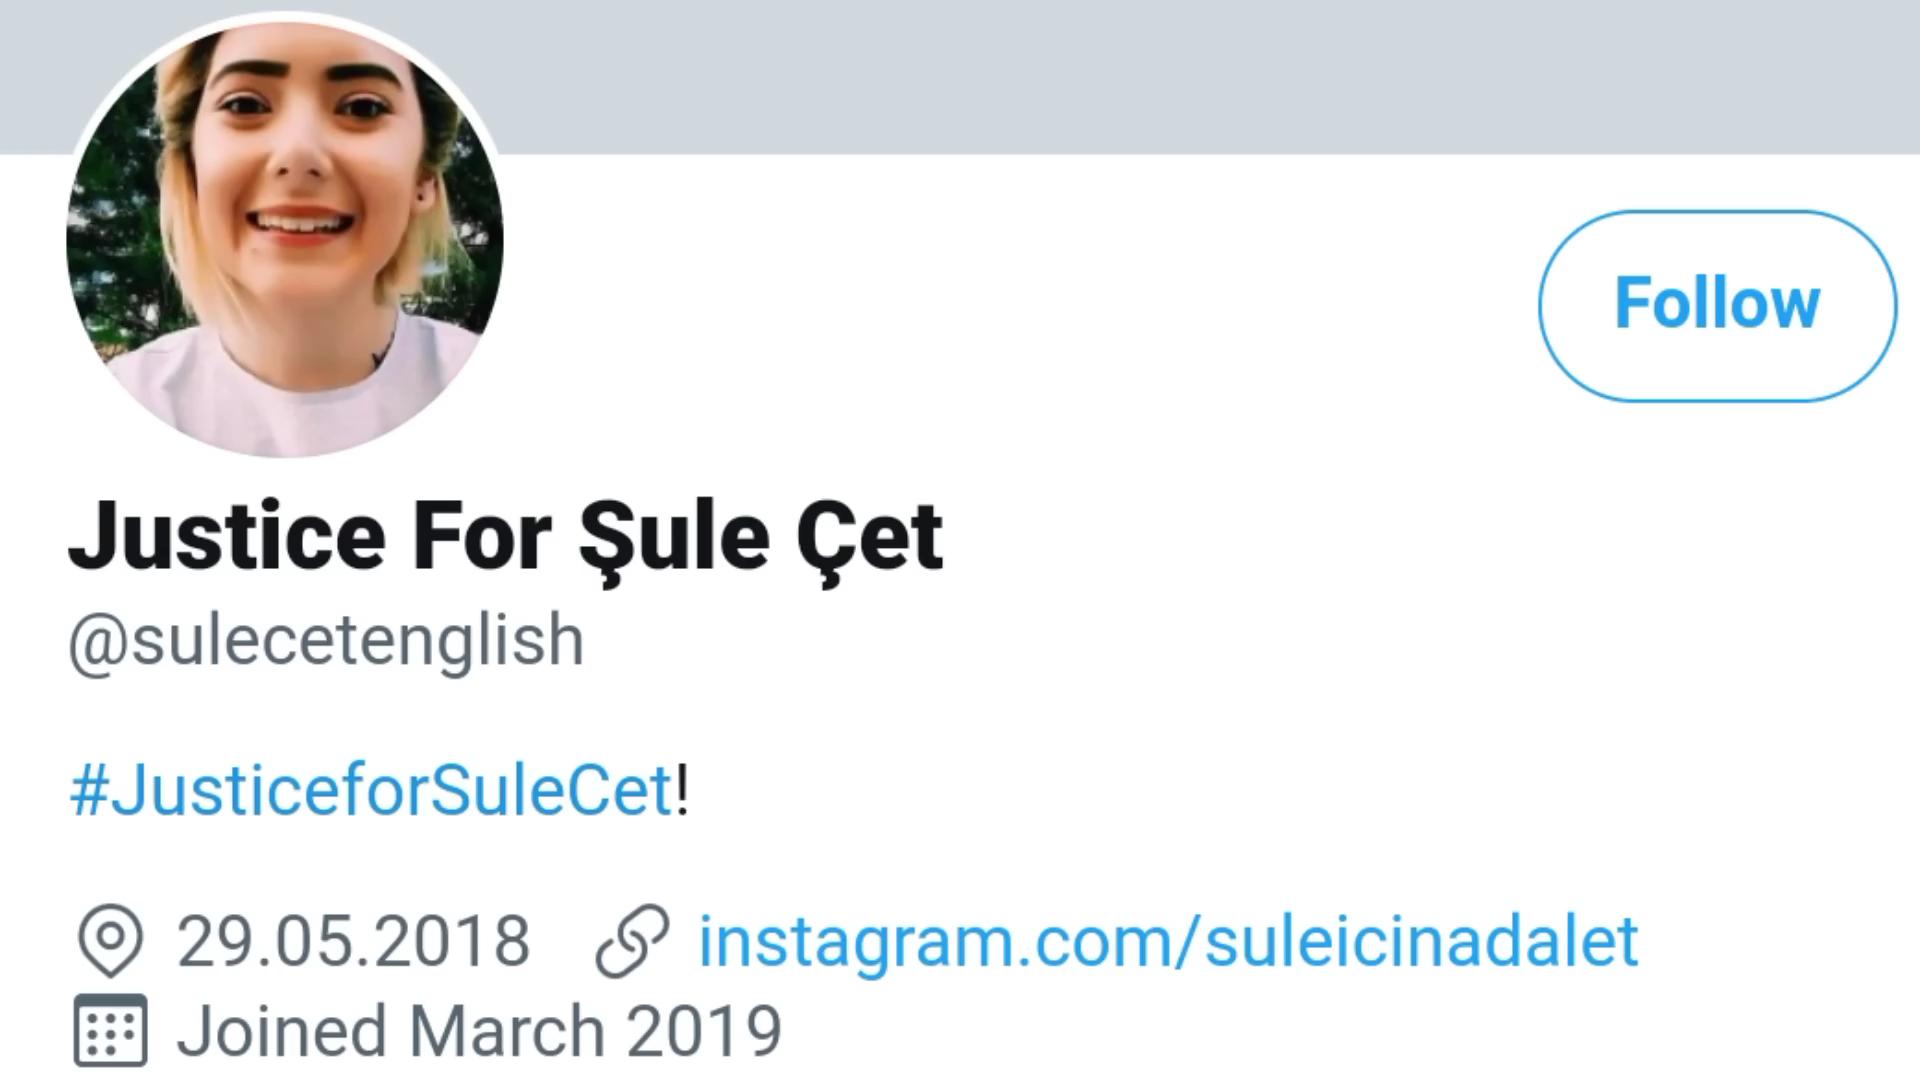 Follow
Justice For Şule Çet
@sulecetenglish
#JusticeforSuleCet!
29.05.2018 instagram.com/suleicinadalet
Joined March 2019